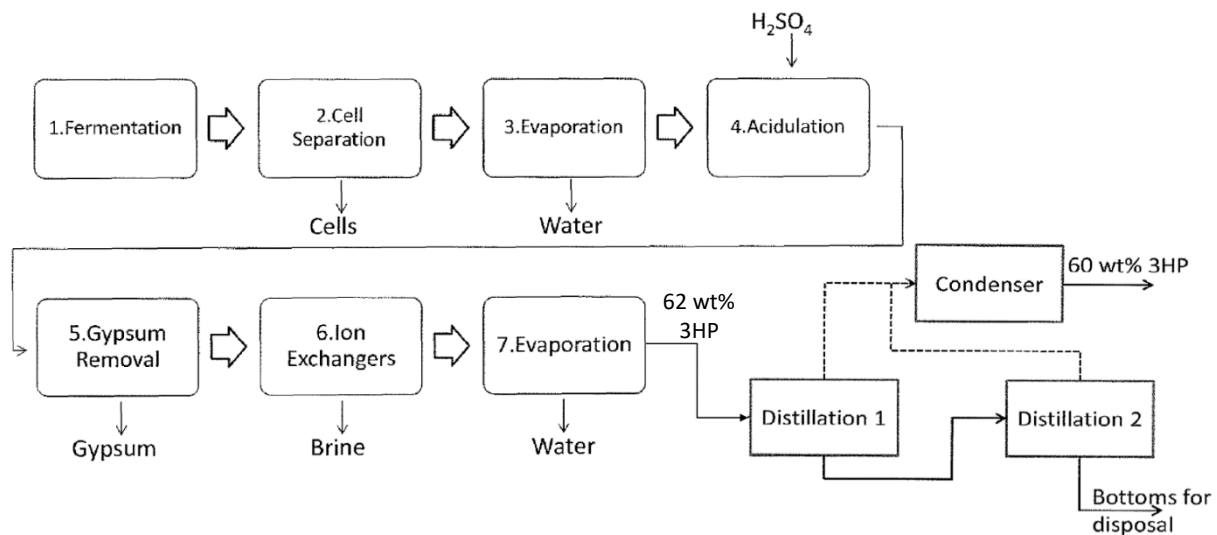 H₂SO₄
1.Fermentation
2.Cell
Separation
3.Evaporation
4.Acidulation
Cells
Water
60 wt% 3HP
Condenser
62 wt%
3HP
5.Gypsum
Removal
6.Ion
Exchangers
7.Evaporation
Distillation 1
Distillation 2
Gypsum
Brine
Water
Bottoms for
disposal